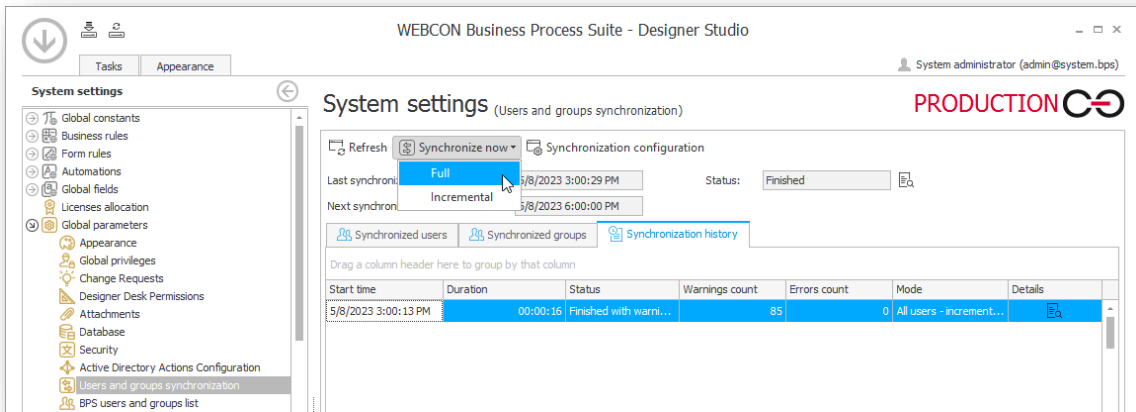 WEBCON Business Process Suite - Designer Studio
Tasks
Appearance
System administrator (admin@system.bps)
System settings
Global constants
Business rules
Form rules
Automations
Global fields
Licenses allocation
Global parameters
Appearance
Global privileges
Change Requests
Designer Desk Permissions
Attachments
Database
Security
Active Directory Actions Configuration
Users and groups synchronization
BPS users and groups list
System settings (Users and groups synchronization)
PRODUCTION
Refresh
Synchronize now
Synchronization configuration
Full
Incremental
Last synchroni
5/8/2023 3:00:29 PM
Status:
Finished
Next synchron
5/8/2023 6:00:00 PM
Synchronized users
Synchronized groups
Synchronization history
Drag a column header here to group by that column
Start time
Duration
Status
Warnings count
Errors count
Mode
Details
5/8/2023 3:00:13 PM
00:00:16
Finished with warni...
85
0
All users - increment...